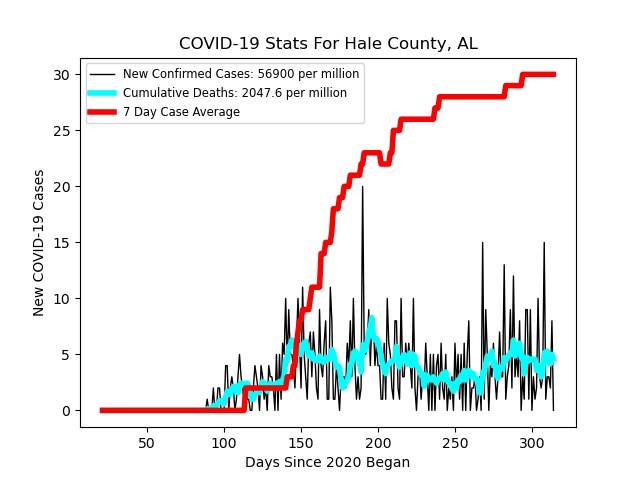 COVID-19 Stats For Hale County, AL
New Confirmed Cases: 56900 per million
Cumulative Deaths: 2047.6 per million
7 Day Case Average
30
25
20
15
10
5
0
New COVID-19 Cases
50 100 150 200 250 300
Days Since 2020 Began